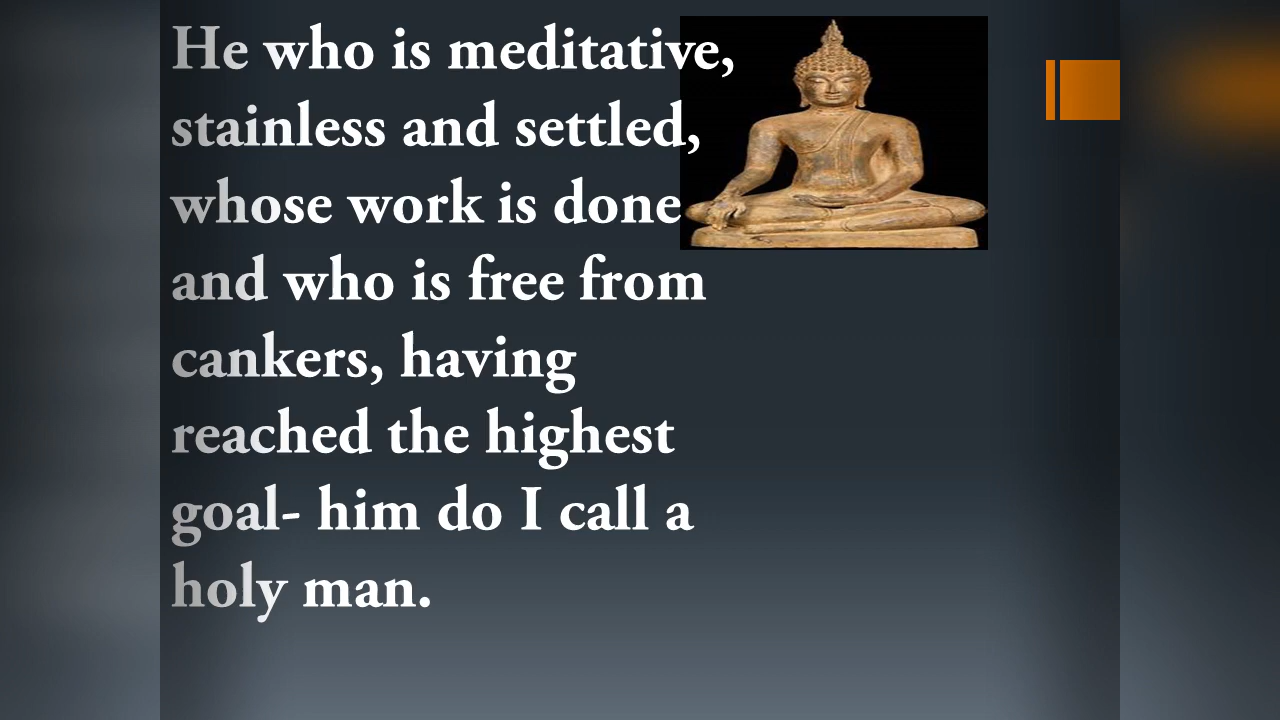 He who is meditative,
stainless and settled,
whose work is done
and who is free from
cankers, having
reached the highest
goal- him do I call a
holy man.